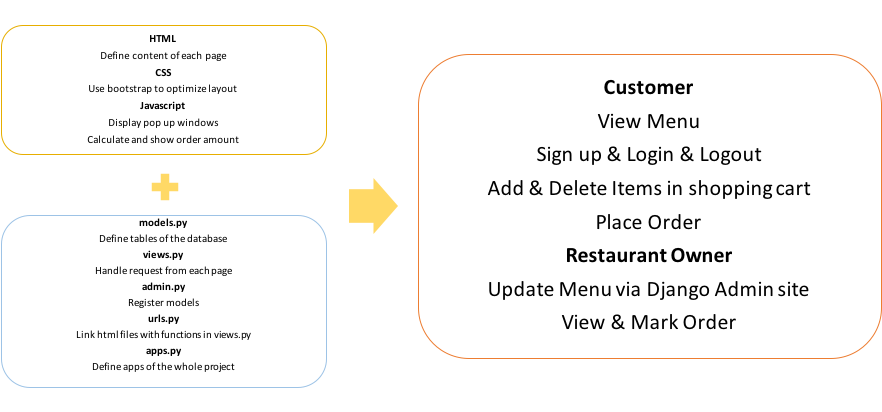 HTML
Define content of each page
CSS
Use bootstrap to optimize layout
Javascript
Display pop up windows
Calculate and show order amount
models.py
Define tables of the database
views.py
Handle request from each page
admin.py
Register models
urls.py
Link html files with functions in views.py
apps.py
Define apps of the whole project
Customer
View Menu
Sign up & Login & Logout
Add & Delete Items in shopping cart
Place Order
Restaurant Owner
Update Menu via Django Admin site
View & Mark Order